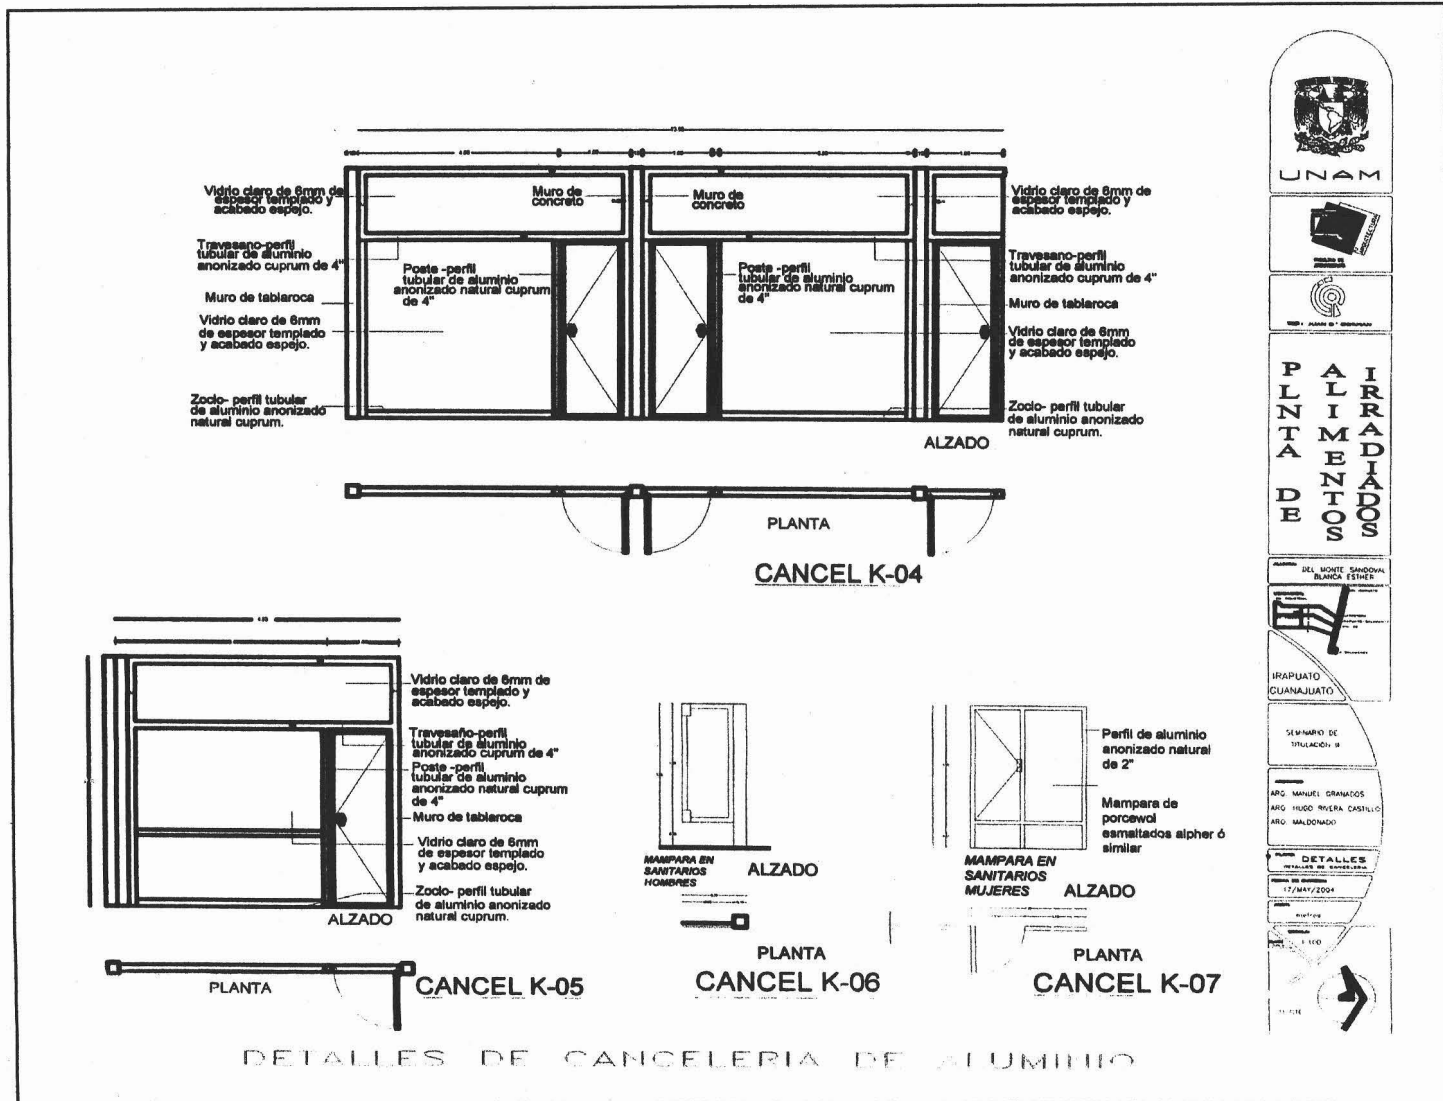 Vidrio claro de 6mm de
espesor templado y
acabado espejo.
Travesano-perfil
tubular de aluminio
anonizado cuprum de 4"
Muro de tablaroca
Vidrio claro de 6mm
de espesor templado
y acabado espejo.
Zoclo- perfil tubular
de aluminio anonizado
natural cuprum.
Muro de
concreto
Muro de
concreto
Poste -perfil
tubular de aluminio
anonizado natural cuprum
de 4"
Poste -perfil
tubular de aluminio
anonizado natural cuprum
de 4"
Vidrio claro de 6mm de
espesor templado y
acabado espejo.
Travesano-perfil
tubular de aluminio
anonizado cuprum de 4"
Muro de tablaroca
Vidrio claro de 6mm
de espesor templado
y acabado espejo.
Zoclo- perfil tubular
de aluminio anonizado
natural cuprum.
ALZADO
PLANTA
CANCEL K-04
Vidrio claro de 6mm de
espesor templado y
acabado espejo.
Travesaño-perfil
tubular de aluminio
anonizado cuprum de 4"
Poste -perfil
tubular de aluminio
anonizado natural cuprum
de 4"
Muro de tablaroca
Vidrio claro de 6mm
de espesor templado
y acabado espejo.
Zoclo- perfil tubular
de aluminio anonizado
natural cuprum.
ALZADO
PLANTA
CANCEL K-05
MAMPARA EN
SANITARIOS
HOMBRES
ALZADO
PLANTA
CANCEL K-06
Perfil de aluminio
anonizado natural
de 2"
Mampara de
porcewol
esmaltados alpher ó
similar
MAMPARA EN
SANITARIOS
MUJERES
ALZADO
PLANTA
CANCEL K-07
DETALLES DE CANCELERIA DE ALUMINIO
UNAM
ARQUITECTURA
PLNTA DE
ALIMENTOS
IRRADIADOS
DEL MONTE SANDOVAL
BLANCA ESTHER
IRAPUATO
GUANAJUATO
SEMINARIO DE
TITULACIÓN II
ARQ. MANUEL GRANADOS
ARQ. HUGO RIVERA CASTILLO
ARQ. MALDONADO
DETALLES
DETALLES DE CANCELERIA
17/MAY/2004
metros